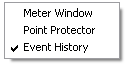 Meter Window
Point Protector
Event History